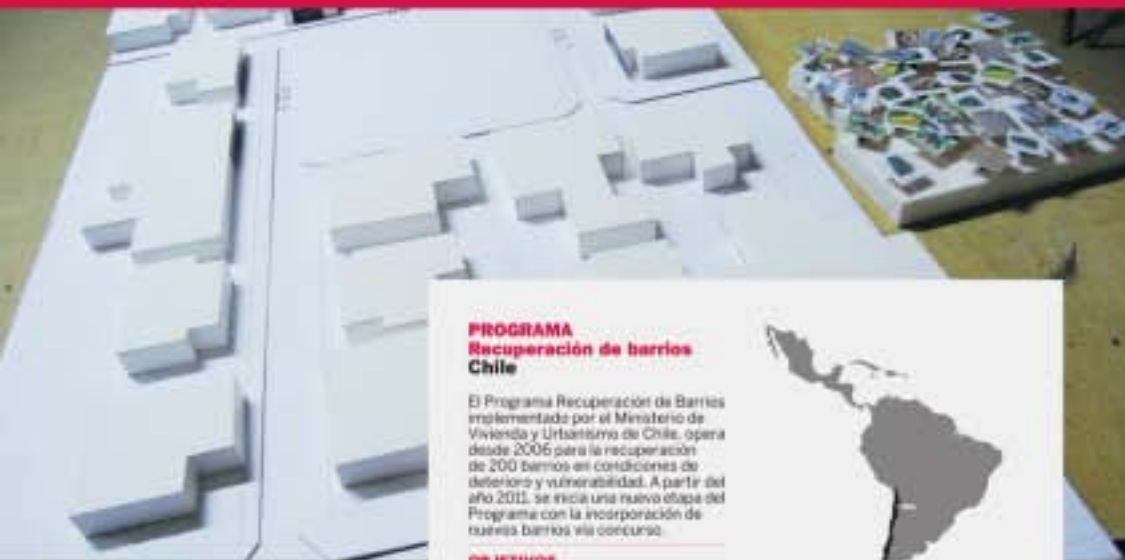 PROGRAMA
Recuperación de barrios
Chile
El Programa Recuperación de Barrios
implementado por el Ministerio de
Vivienda y Urbanismo de Chile, opera
desde 2006 para la recuperación
de 200 barrios en condiciones de
deterioro y vulnerabilidad. A partir del
año 2011, se inicia una nueva etapa del
Programa con la incorporación de
nuevos barrios vía concurso.
OBJETIVOS